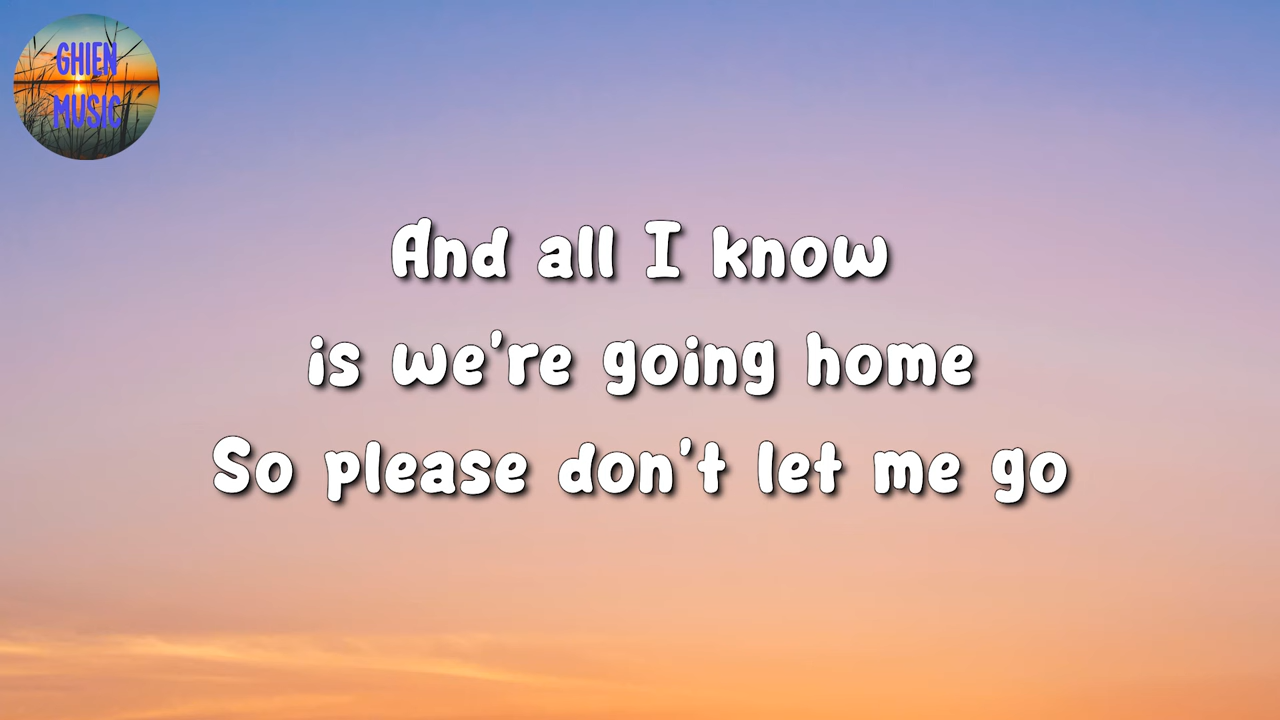 GHIEN
MUSIC
And all I know
is we're going home
So please don't let me go